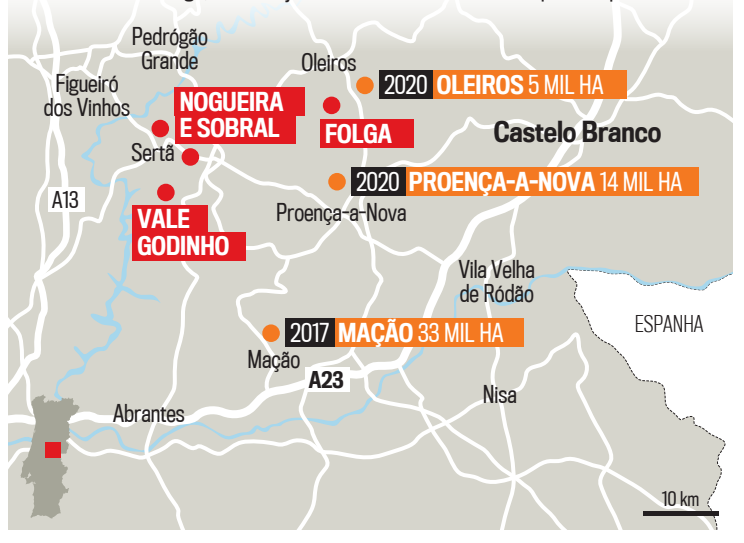 Pedrógão
Grande
Oleiros
2020 OLEIROS 5 MIL HA
Figueiró
dos Vinhos
NOGUEIRA
E SOBRAL
FOLGA
Castelo Branco
Sertã
2020 PROENÇA-A-NOVA 14 MIL HA
A13
Proença-a-Nova
VALE
GODINHO
Vila Velha
de Ródão
ESPANHA
2017 MAÇÃO 33 MIL HA
Mação
A23
Nisa
Abrantes
10 km